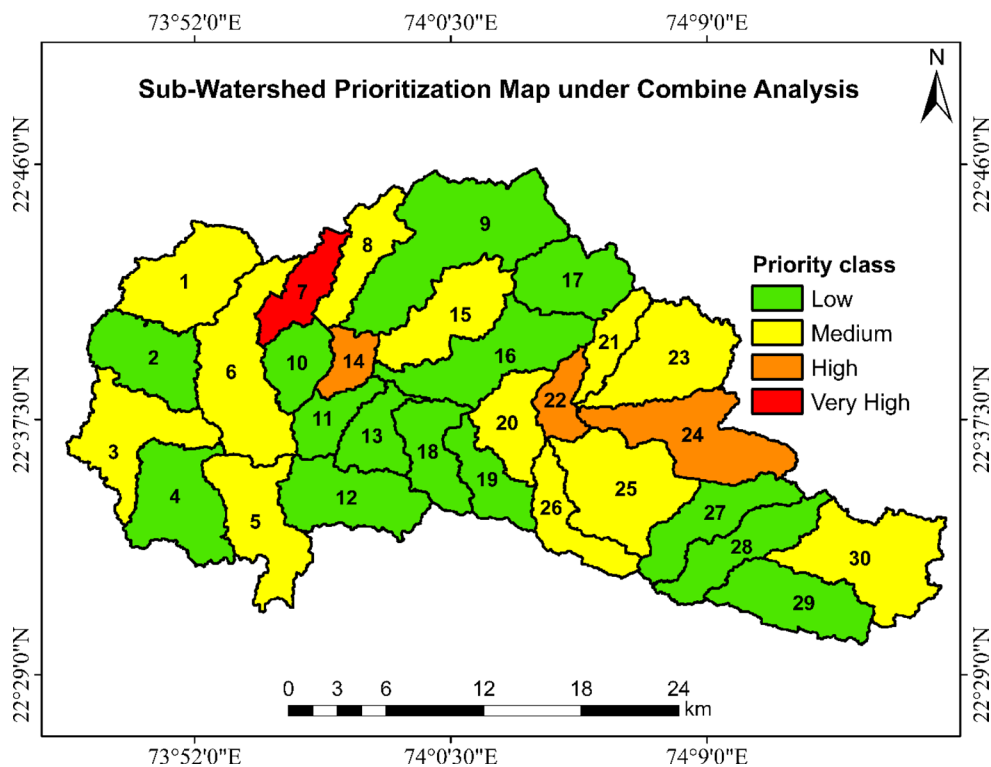 73°52'0"E 74°0'30"E 74°9'0"E
N
Sub-Watershed Prioritization Map under Combine Analysis
22°46'0"N 22°46'0"N
9
8
1
17
7
Priority class
Low
Medium
High
Very High
15
21
2
16
23
10
14
6
22
11
20
24
22°37'30"N 22°37'30"N
13
3
18
19
25
4
12
26
27
5
28
30
29
22°29'0"N 22°29'0"N
0 3 6 12 18 24
km
73°52'0"E 74°0'30"E 74°9'0"E